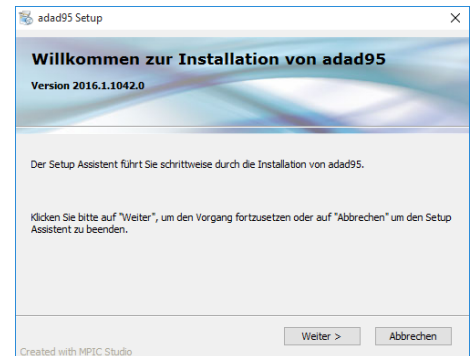 adad95 Setup
Willkommen zur Installation von adad95
Version 2016.1.1042.0
Der Setup Assistent führt Sie schrittweise durch die Installation von adad95.
Klicken Sie bitte auf "Weiter", um den Vorgang fortzusetzen oder auf "Abbrechen" um den Setup
Assistent zu beenden.
Weiter >
Abbrechen
Created with MPIC Studio